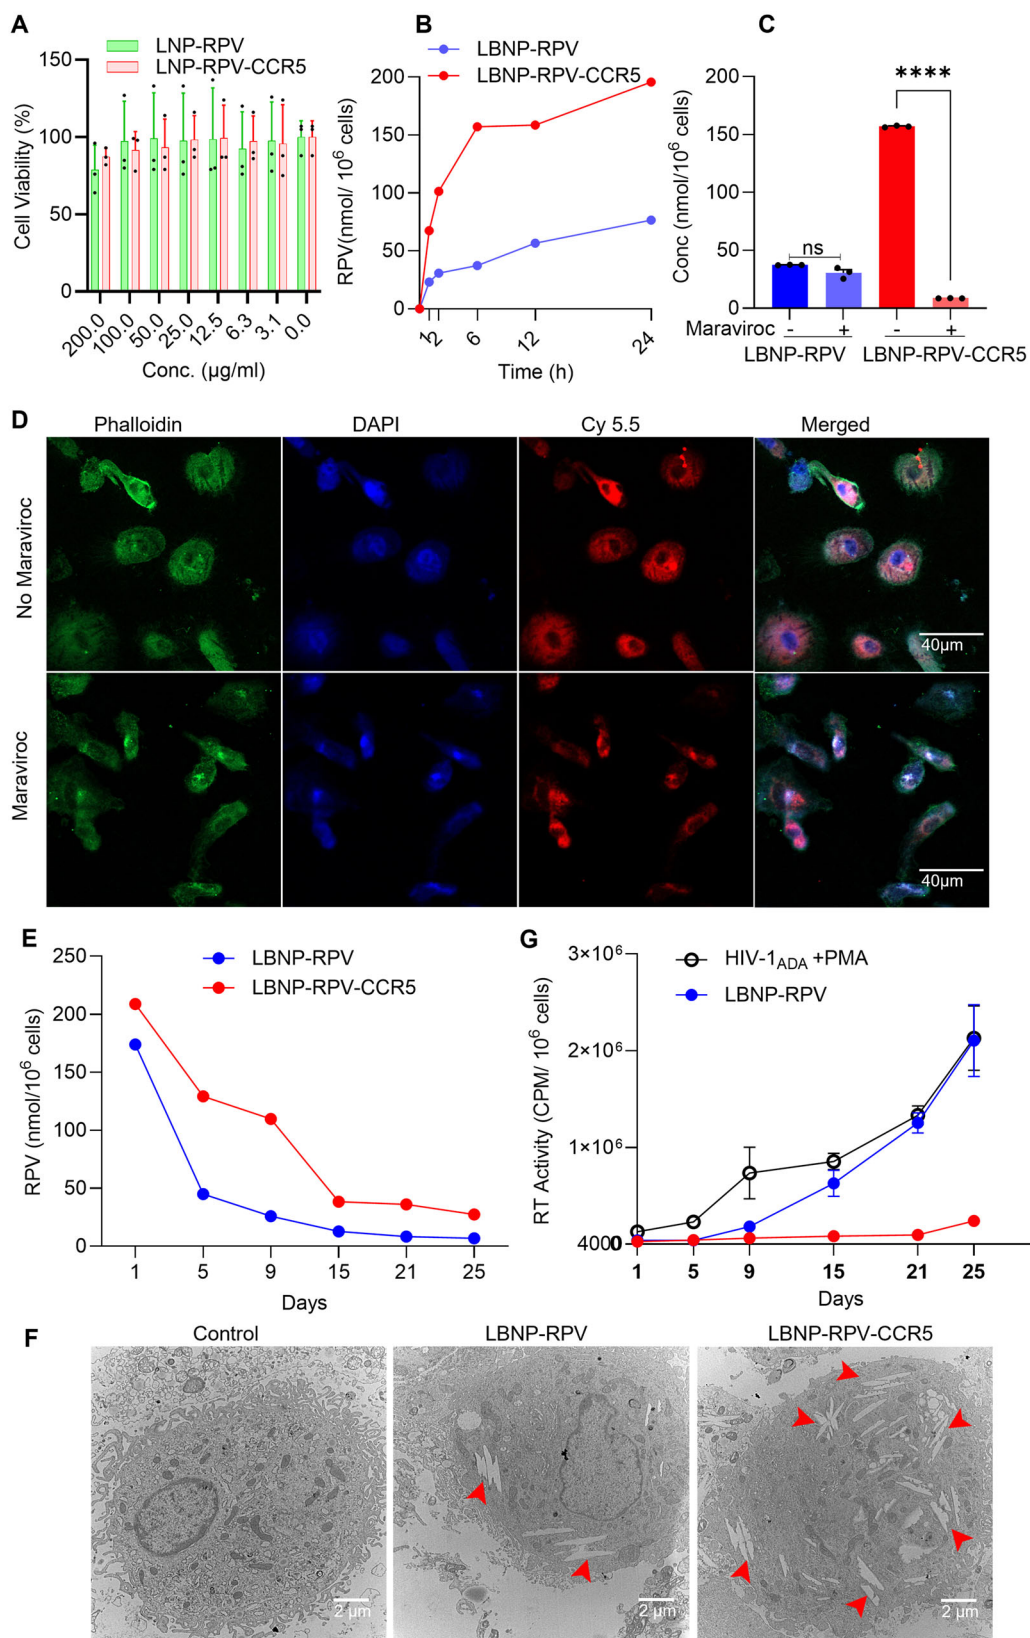 A
LNP-RPV
LNP-RPV-CCR5
150
100
50
0
Cell Viability (%)
200.0
100.0
50.0
25.0
12.5
6.3
3.1
0.0
Conc. (µg/ml)
B
LBNP-RPV
LBNP-RPV-CCR5
200
150
100
50
0
RPV(nmol/ 10⁶ cells)
1
2
6
12
24
Time (h)
C
****
ns
200
150
100
50
0
Conc (nmol/10⁶ cells)
Maraviroc - + - +
LBNP-RPV LBNP-RPV-CCR5
D
Phalloidin DAPI Cy 5.5 Merged
No Maraviroc
40µm
Maraviroc
40µm
E
LBNP-RPV
LBNP-RPV-CCR5
250
200
150
100
50
0
RPV (nmol/10⁶ cells)
1 5 9 15 21 25
Days
G
HIV-1ADA +PMA
LBNP-RPV
3×10⁶
2×10⁶
1×10⁶
4000
0
RT Activity (CPM/ 10⁶ cells)
1 5 9 15 21 25
Days
F
Control LBNP-RPV LBNP-RPV-CCR5
2 µm 2 µm 2 µm